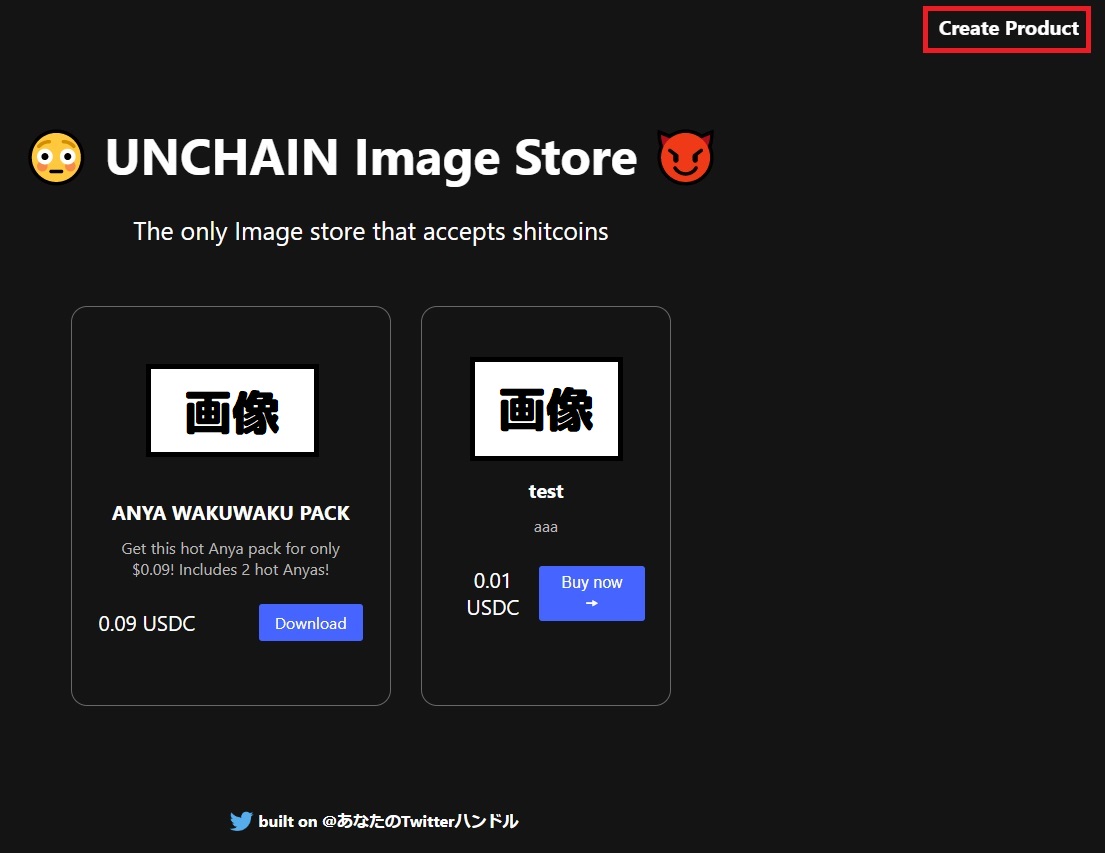 Create Product
UNCHAIN Image Store
The only Image store that accepts shitcoins
画像
ANYA WAKUWAKU PACK
Get this hot Anya pack for only
$0.09! Includes 2 hot Anyas!
0.09 USDC
Download
画像
test
aaa
0.01
USDC
Buy now
→
built on @あなたのTwitterハンドル